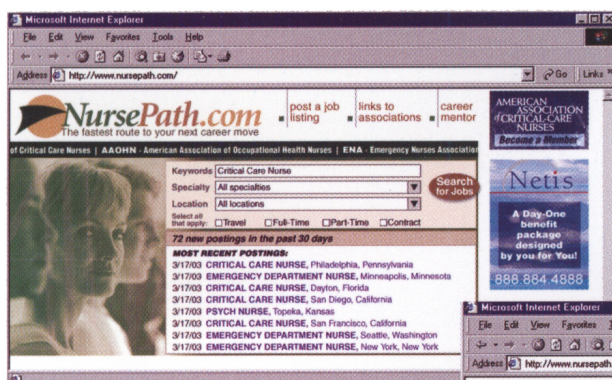 Microsoft Internet Explorer
File Edit View Favorites Tools Help
Address http://www.nursepath.com/ Go Links
NursePath.com
The fastest route to your next career move
post a job listing
links to associations
career mentor
AMERICAN ASSOCIATION of CRITICAL-CARE NURSES
Become a Member
of Critical Care Nurses | AAOHN - American Association of Occupational Health Nurses | ENA - Emergency Nurses Association
Keywords Critical Care Nurse
Specialty All specialties
Location All locations
Search for Jobs
Select all that apply: Travel Full-Time Part-Time Contract
72 new postings in the past 30 days
MOST RECENT POSTINGS:
3/17/03 CRITICAL CARE NURSE, Philadelphia, Pennsylvania
3/17/03 EMERGENCY DEPARTMENT NURSE, Minneapolis, Minnesota
3/17/03 CRITICAL CARE NURSE, Dayton, Florida
3/17/03 CRITICAL CARE NURSE, San Diego, California
3/17/03 PSYCH NURSE, Topeka, Kansas
3/17/03 CRITICAL CARE NURSE, San Francisco, California
3/17/03 EMERGENCY DEPARTMENT NURSE, Seattle, Washington
3/17/03 EMERGENCY DEPARTMENT NURSE, New York, New York
Netis
A Day-One
benefit
package
designed
by you for You!
888.884.4888
Microsoft Internet Explorer
File Edit View Favorites
Address http://www.nursepath